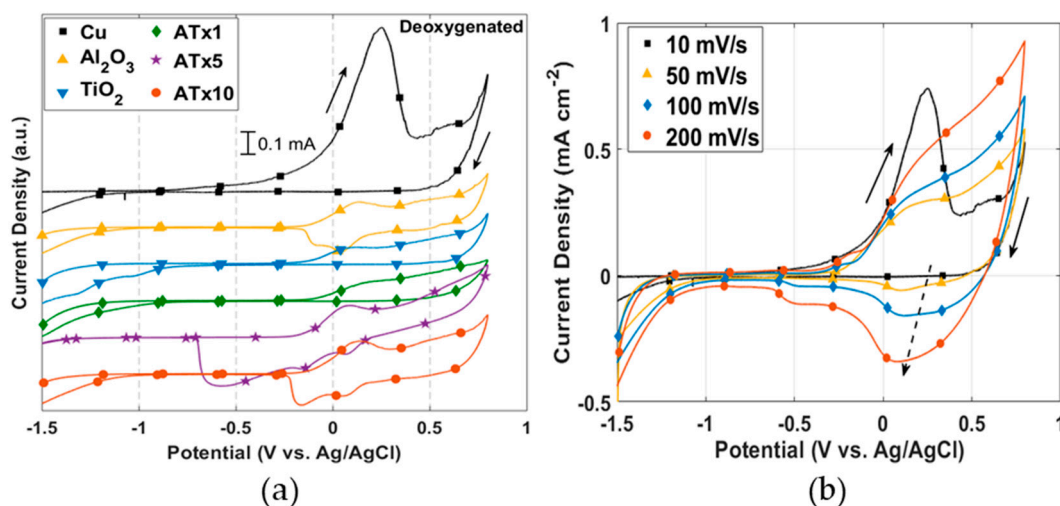 Cu
Al2O3
TiO2
ATx1
ATx5
ATx10
Deoxygenated
0.1 mA
Current Density (a.u.)
-1.5 -1 -0.5 0 0.5 1
Potential (V vs. Ag/AgCl)
(a)
10 mV/s
50 mV/s
100 mV/s
200 mV/s
Current Density (mA cm-2)
1
0.5
0
-0.5
-1.5 -1 -0.5 0 0.5 1
Potential (V vs. Ag/AgCl)
(b)